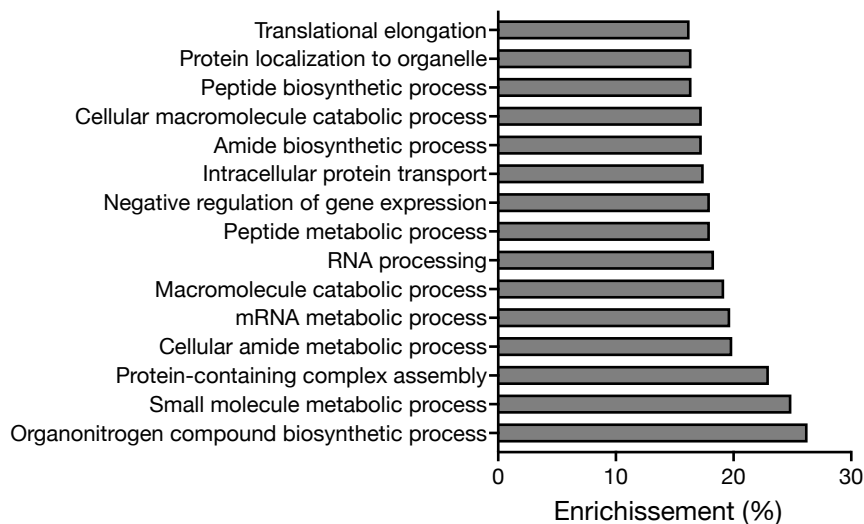 Translational elongation
Protein localization to organelle
Peptide biosynthetic process
Cellular macromolecule catabolic process
Amide biosynthetic process
Intracellular protein transport
Negative regulation of gene expression
Peptide metabolic process
RNA processing
Macromolecule catabolic process
mRNA metabolic process
Cellular amide metabolic process
Protein-containing complex assembly
Small molecule metabolic process
Organonitrogen compound biosynthetic process
0 10 20 30
Enrichissement (%)